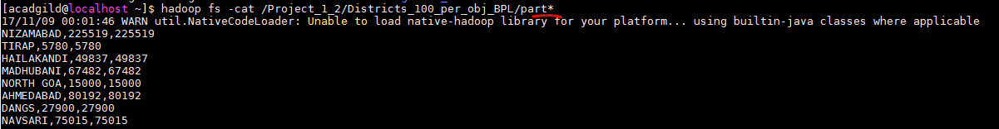 [acadgild@localhost ~]$ hadoop fs -cat /Project_1_2/Districts_100_per_obj_BPL/part*
17/11/09 00:01:46 WARN util.NativeCodeLoader: Unable to load native-hadoop library for your platform... using builtin-java classes where applicable
NIZAMABAD,225519,225519
TIRAP,5780,5780
HAILAKANDI,49837,49837
MADHUBANI,67482,67482
NORTH GOA,15000,15000
AHMEDABAD,80192,80192
DANGS,27900,27900
NAVSARI,75015,75015